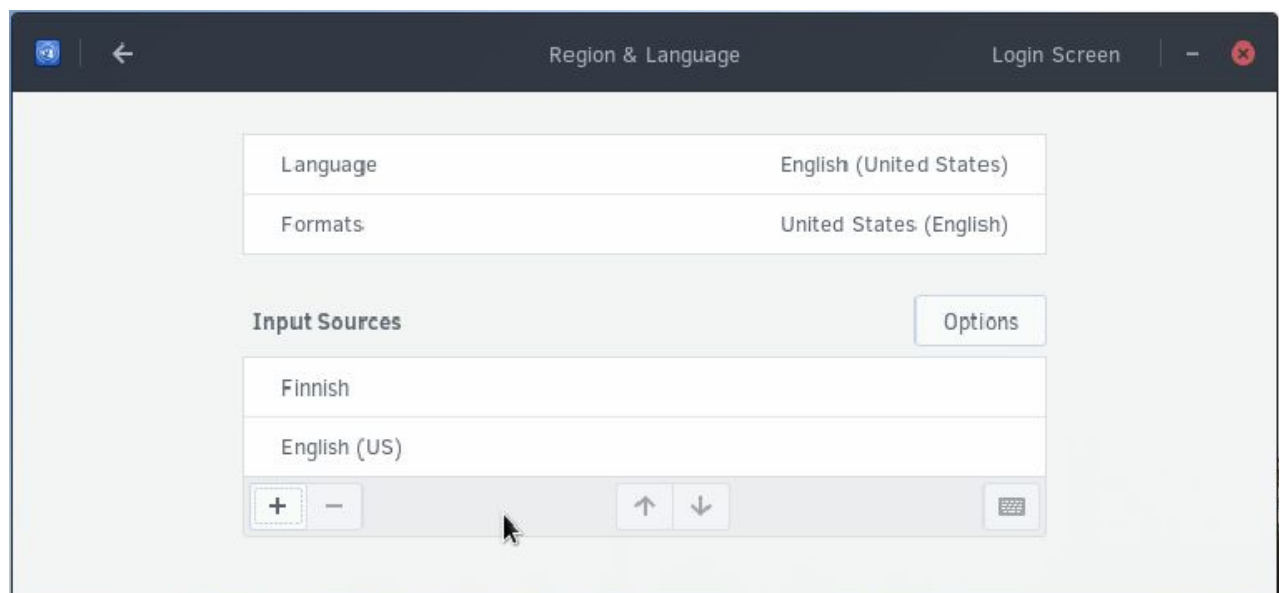 Region & Language Login Screen
Language English (United States)
Formats United States (English)
Input Sources Options
Finnish
English (US)